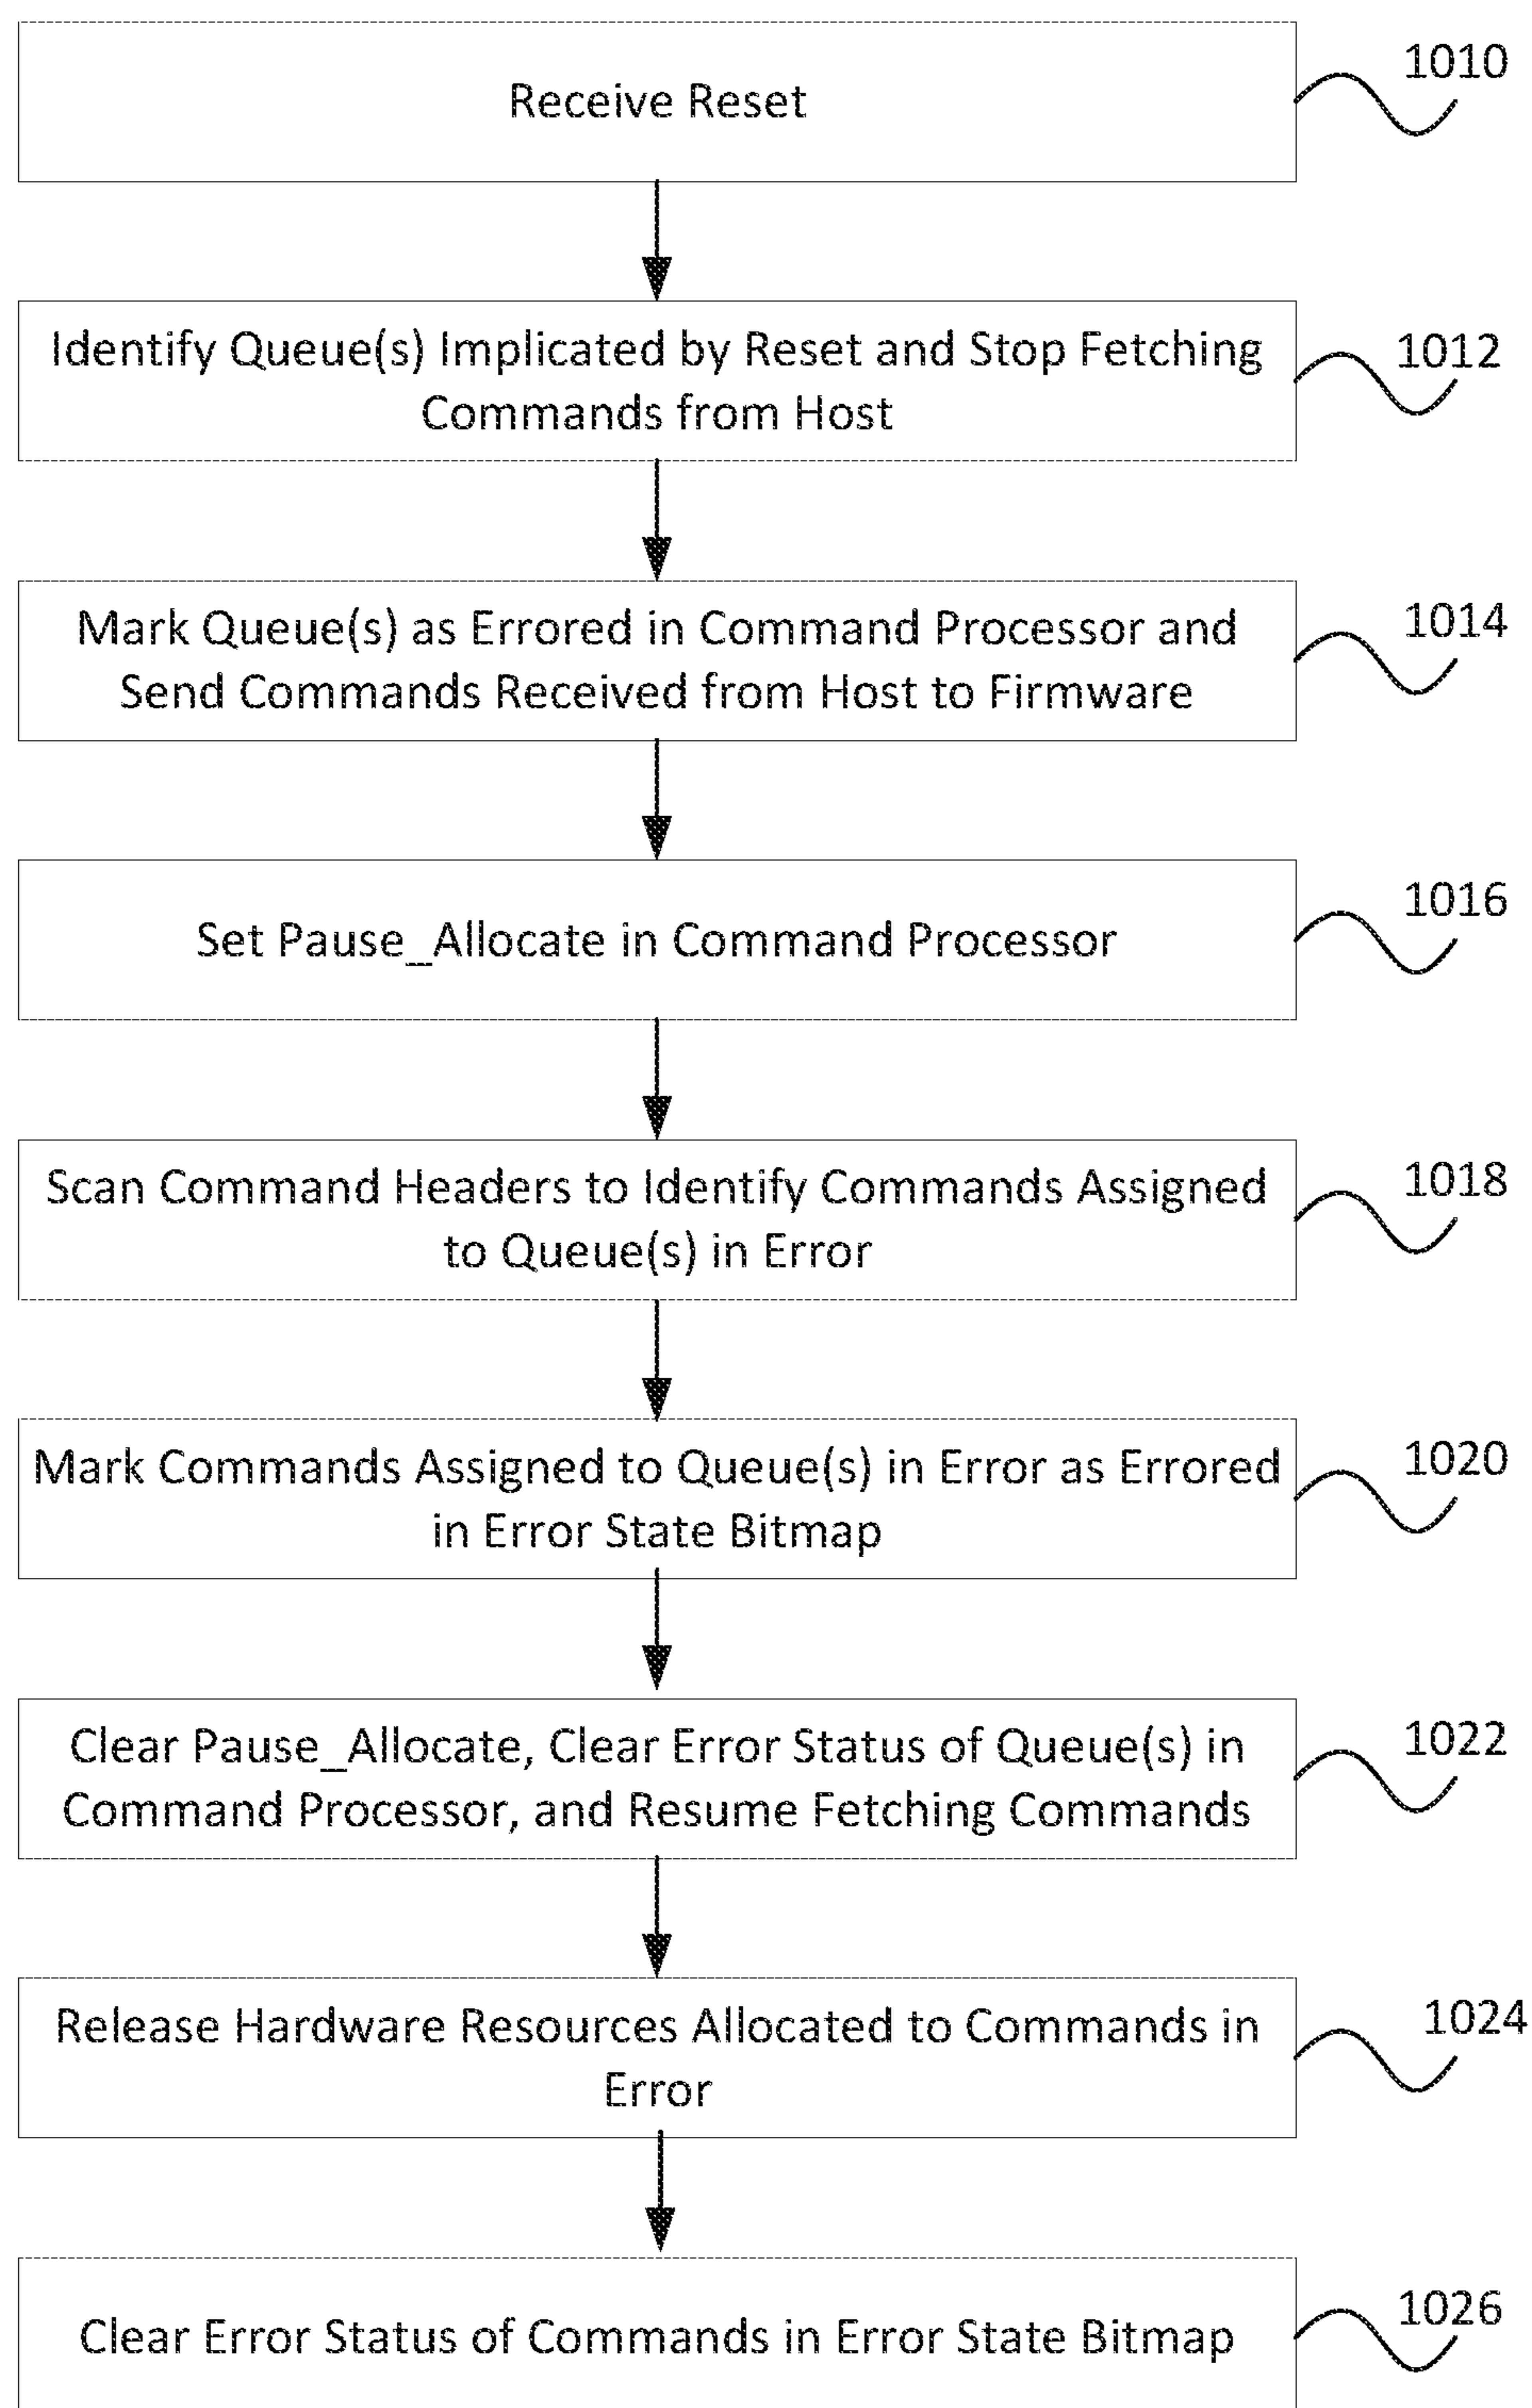 Receive Reset
1010
Identify Queue(s) Implicated by Reset and Stop Fetching
Commands from Host
1012
Mark Queue(s) as Errored in Command Processor and
Send Commands Received from Host to Firmware
1014
Set Pause_Allocate in Command Processor
1016
Scan Command Headers to Identify Commands Assigned
to Queue(s) in Error
1018
Mark Commands Assigned to Queue(s) in Error as Errored
in Error State Bitmap
1020
Clear Pause_Allocate, Clear Error Status of Queue(s) in
Command Processor, and Resume Fetching Commands
1022
Release Hardware Resources Allocated to Commands in
Error
1024
Clear Error Status of Commands in Error State Bitmap
1026